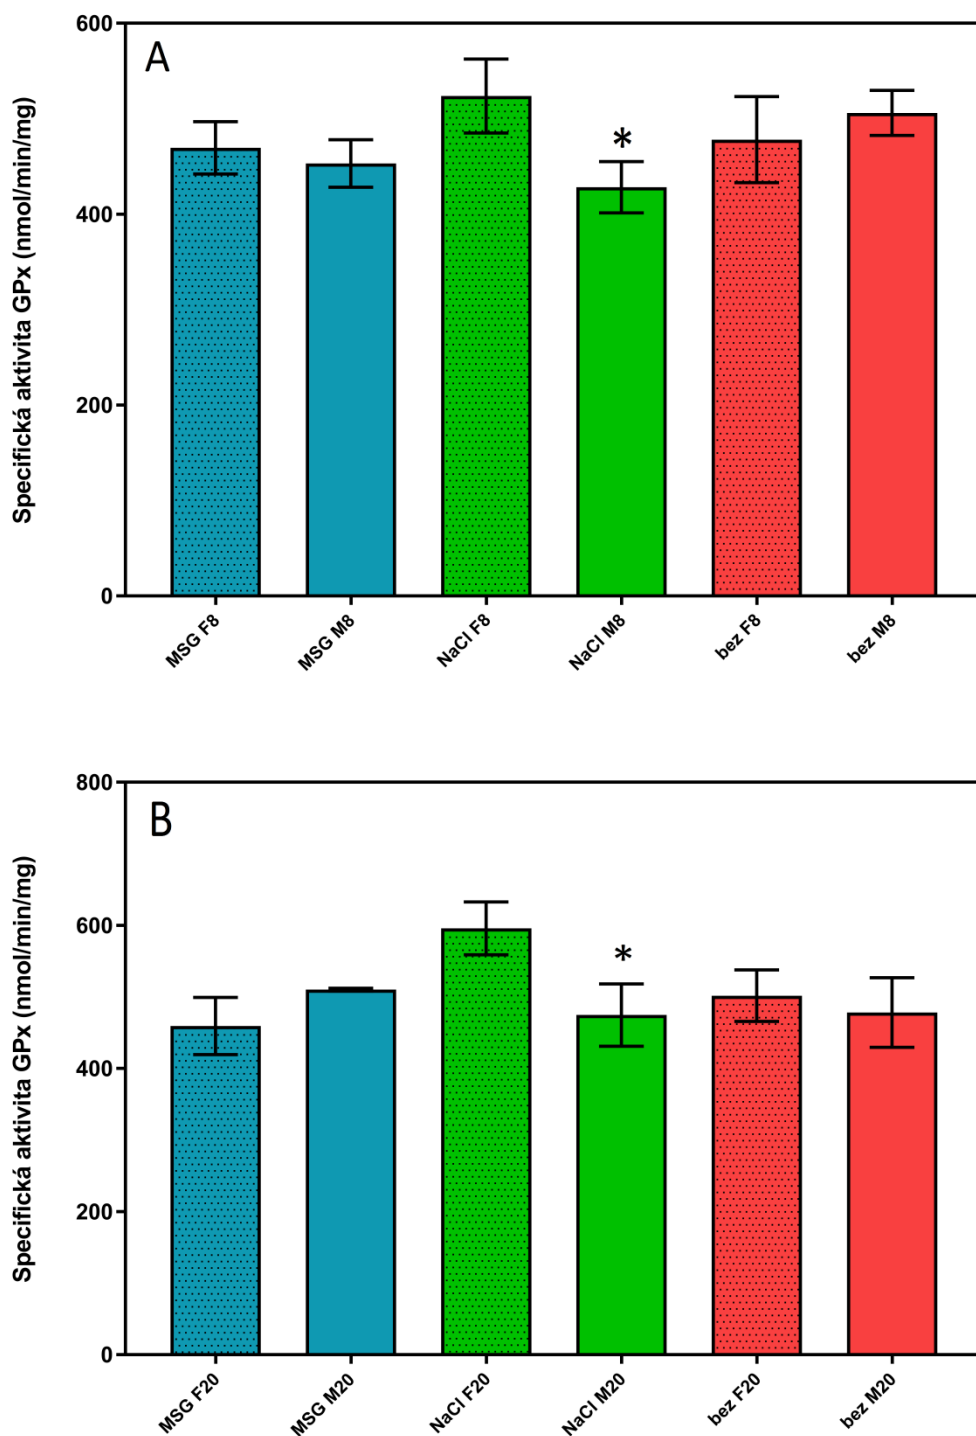 A
Specifická aktivita GPx (nmol/min/mg)
600
400
200
0
*
MSG F8
MSG M8
NaCl F8
NaCl M8
bez F8
bez M8
B
Specifická aktivita GPx (nmol/min/mg)
800
600
400
200
0
*
MSG F20
MSG M20
NaCl F20
NaCl M20
bez F20
bez M20